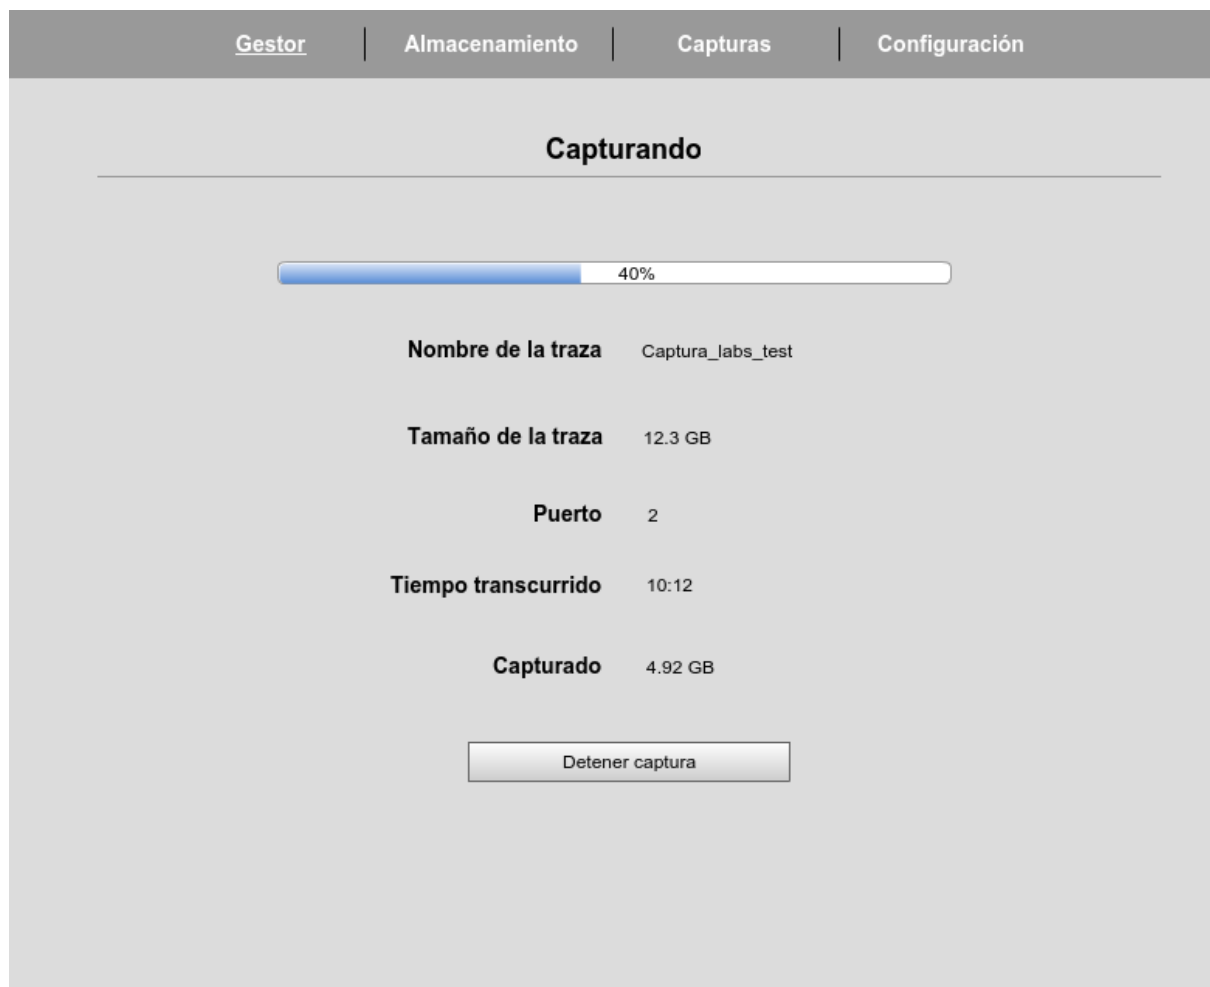 Gestor Almacenamiento Capturas Configuración
Capturando
40%
Nombre de la traza Captura_labs_test
Tamaño de la traza 12.3 GB
Puerto 2
Tiempo transcurrido 10:12
Capturado 4.92 GB
Detener captura